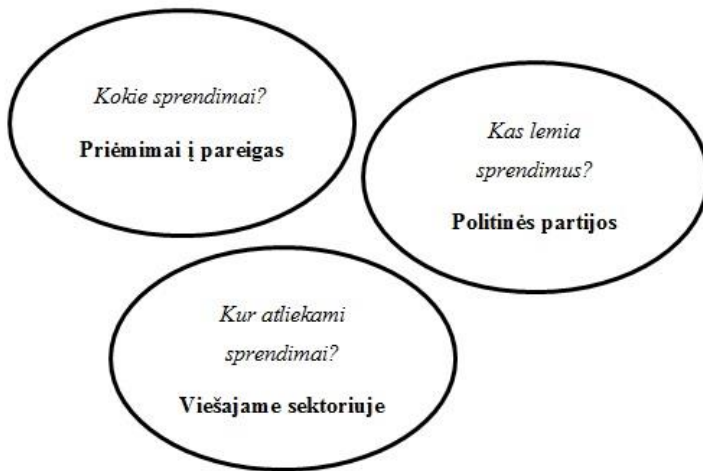 Kokie sprendimai?
Priėmimai į pareigas
Kas lemia
sprendimus?
Politinės partijos
Kur atliekami
sprendimai?
Viešajame sektoriuje